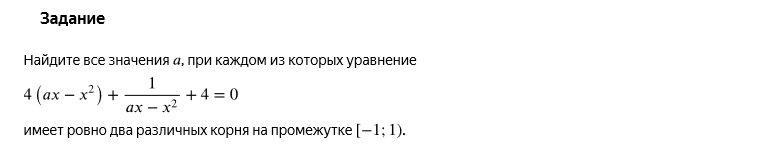 Задание
Найдите все значения a, при каждом из которых уравнение
4 (ax − x²) + 1/(ax − x²) + 4 = 0
имеет ровно два различных корня на промежутке [−1; 1).